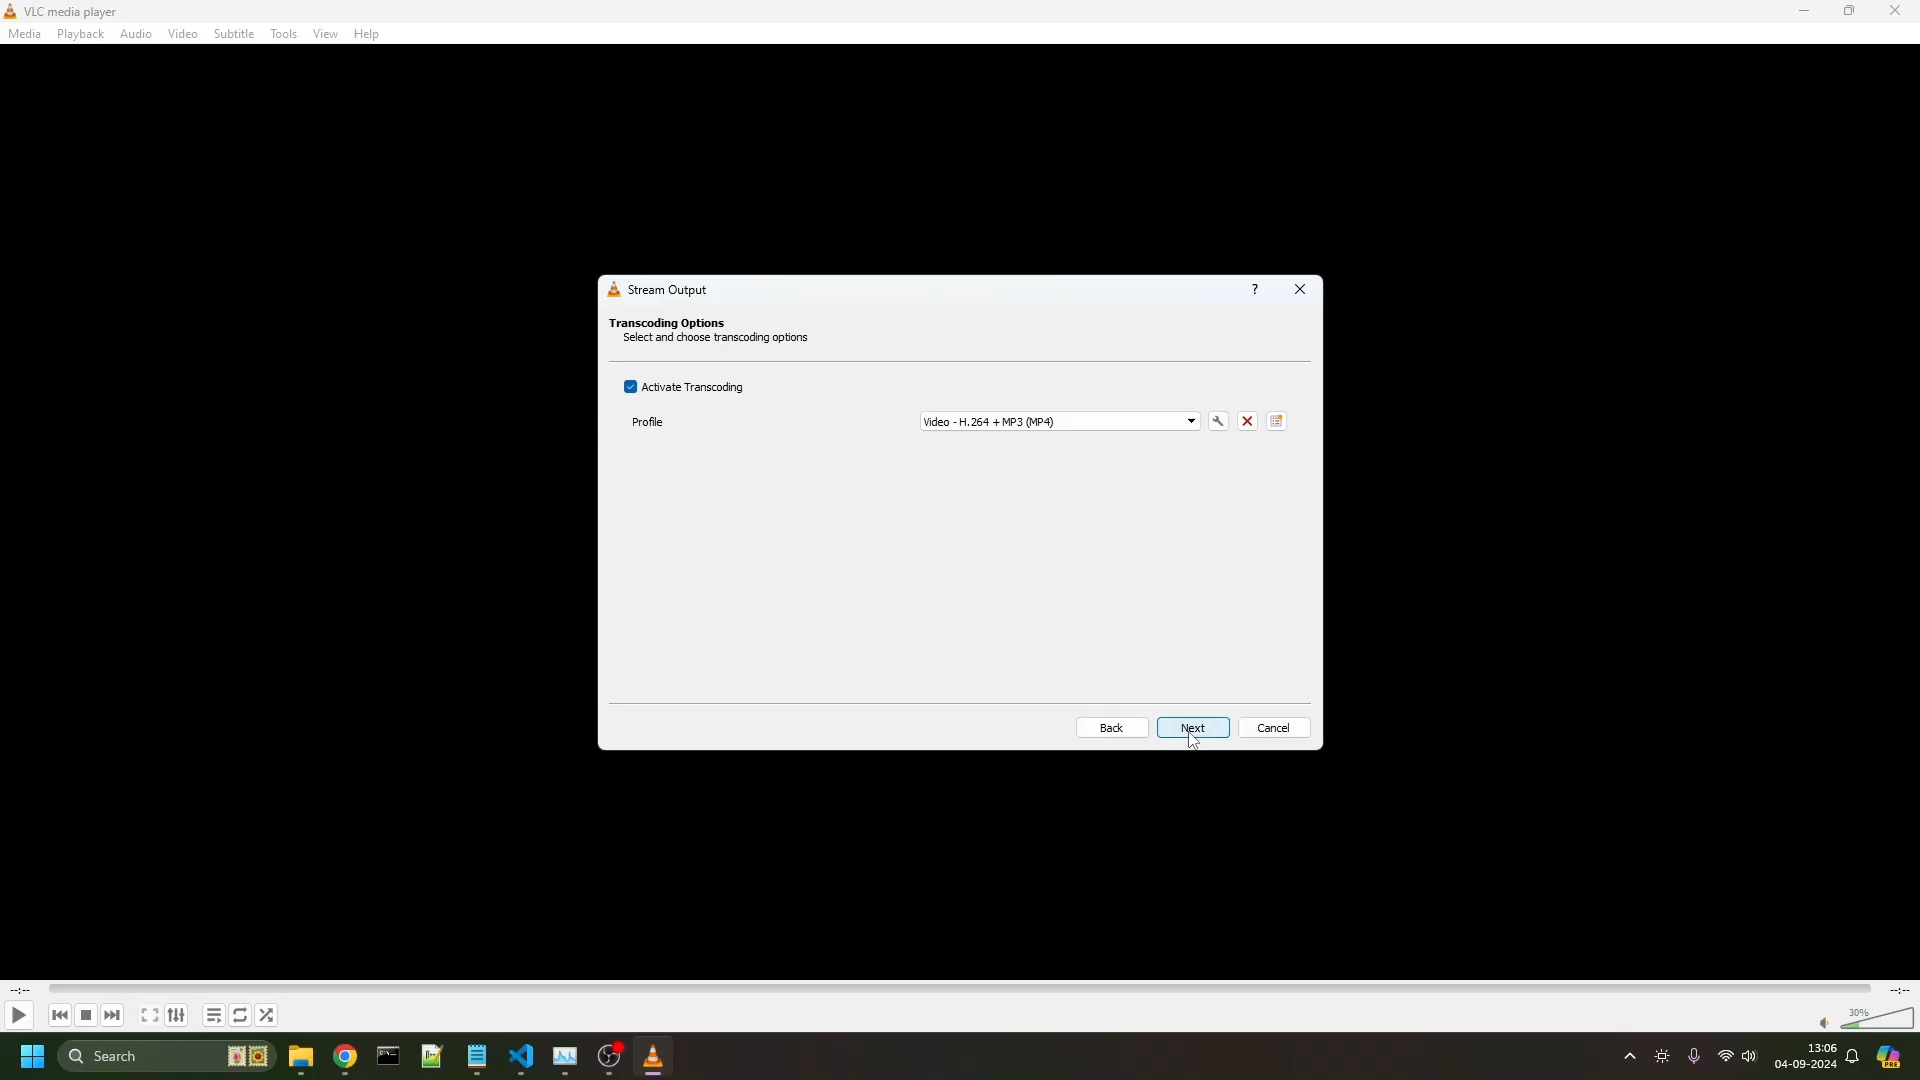 VLC media player
Media Playback Audio Video Subtitle Tools View Help
Stream Output
?
Transcoding Options
Select and choose transcoding options
Activate Transcoding
Profile
Video - H.264 + MP3 (MP4)
Back Next Cancel
--:-- --:--
30%
Search
13:06
04-09-2024
PRE